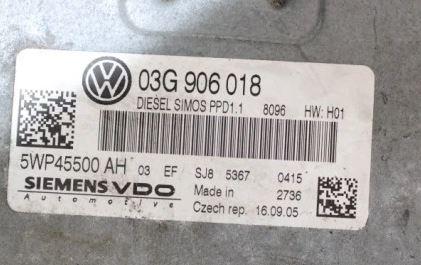 03G 906 018
DIESEL SIMOS PPD1.1 8096 HW: H01
5WP45500 AH 03 EF SJ8 5367 0415
SIEMENS VDO Made in 2736
Automotive Czech rep. 16.09.05